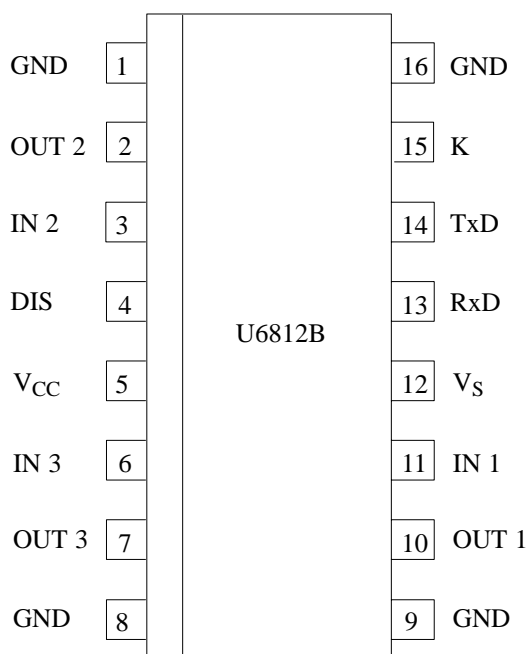 GND 1 16 GND
OUT 2 2 15 K
IN 2 3 14 TxD
DIS 4 13 RxD
U6812B
VCC 5 12 VS
IN 3 6 11 IN 1
OUT 3 7 10 OUT 1
GND 8 9 GND